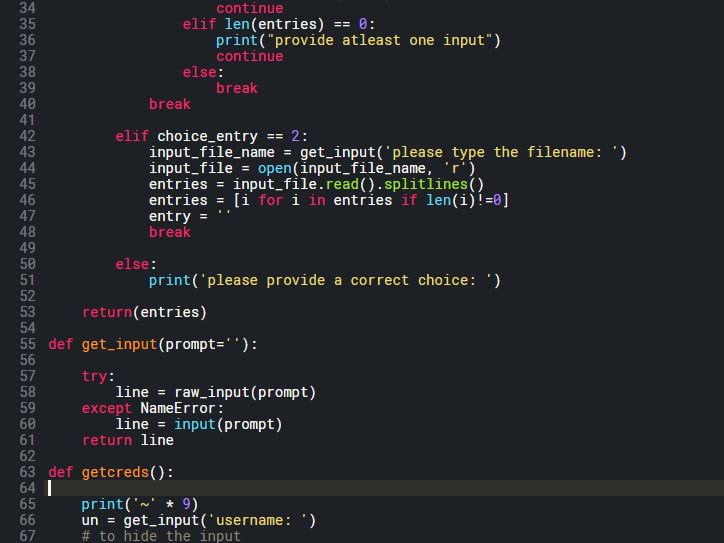 34                     continue
35                 elif len(entries) == 0:
36                     print("provide atleast one input")
37                     continue
38                 else:
39                     break
40             break
41
42         elif choice_entry == 2:
43             input_file_name = get_input('please type the filename: ')
44             input_file = open(input_file_name, 'r')
45             entries = input_file.read().splitlines()
46             entries = [i for i in entries if len(i)!=0]
47             entry = ''
48             break
49
50         else:
51             print('please provide a correct choice: ')
52
53     return(entries)
54
55 def get_input(prompt=''):
56
57     try:
58         line = raw_input(prompt)
59     except NameError:
60         line = input(prompt)
61     return line
62
63 def getcreds():
64
65     print('~' * 9)
66     un = get_input('username: ')
67     # to hide the input